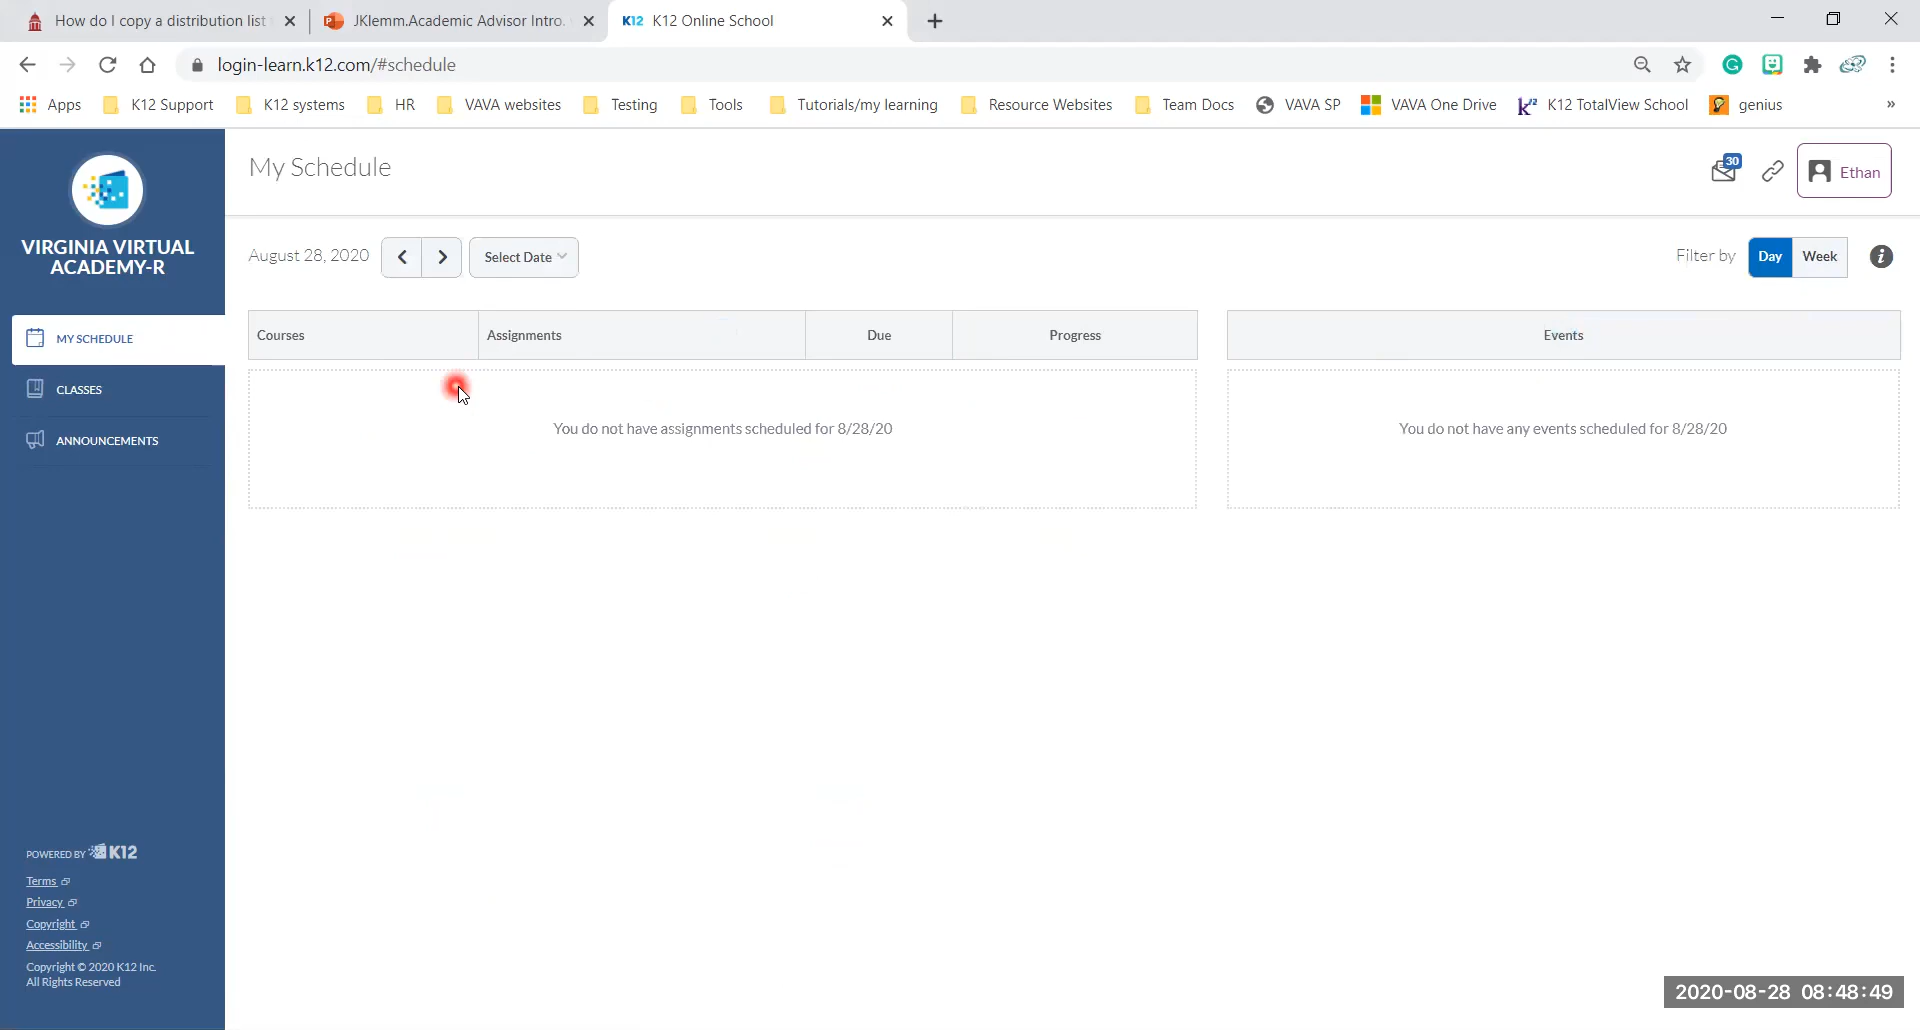 How do I copy a distribution list
JKlemm.Academic Advisor Intro.
K12 K12 Online School
login-learn.k12.com/#schedule
Apps K12 Support K12 systems HR VAVA websites Testing Tools Tutorials/my learning Resource Websites Team Docs VAVA SP VAVA One Drive K12 TotalView School genius »
VIRGINIA VIRTUAL
ACADEMY-R
MY SCHEDULE
CLASSES
ANNOUNCEMENTS
My Schedule
30
Ethan
August 28, 2020
Select Date
Filter by Day Week
Courses Assignments Due Progress Events
You do not have assignments scheduled for 8/28/20
You do not have any events scheduled for 8/28/20
POWERED BY K12
Terms
Privacy
Copyright
Accessibility
Copyright © 2020 K12 Inc.
All Rights Reserved
2020-08-28 08:48:49